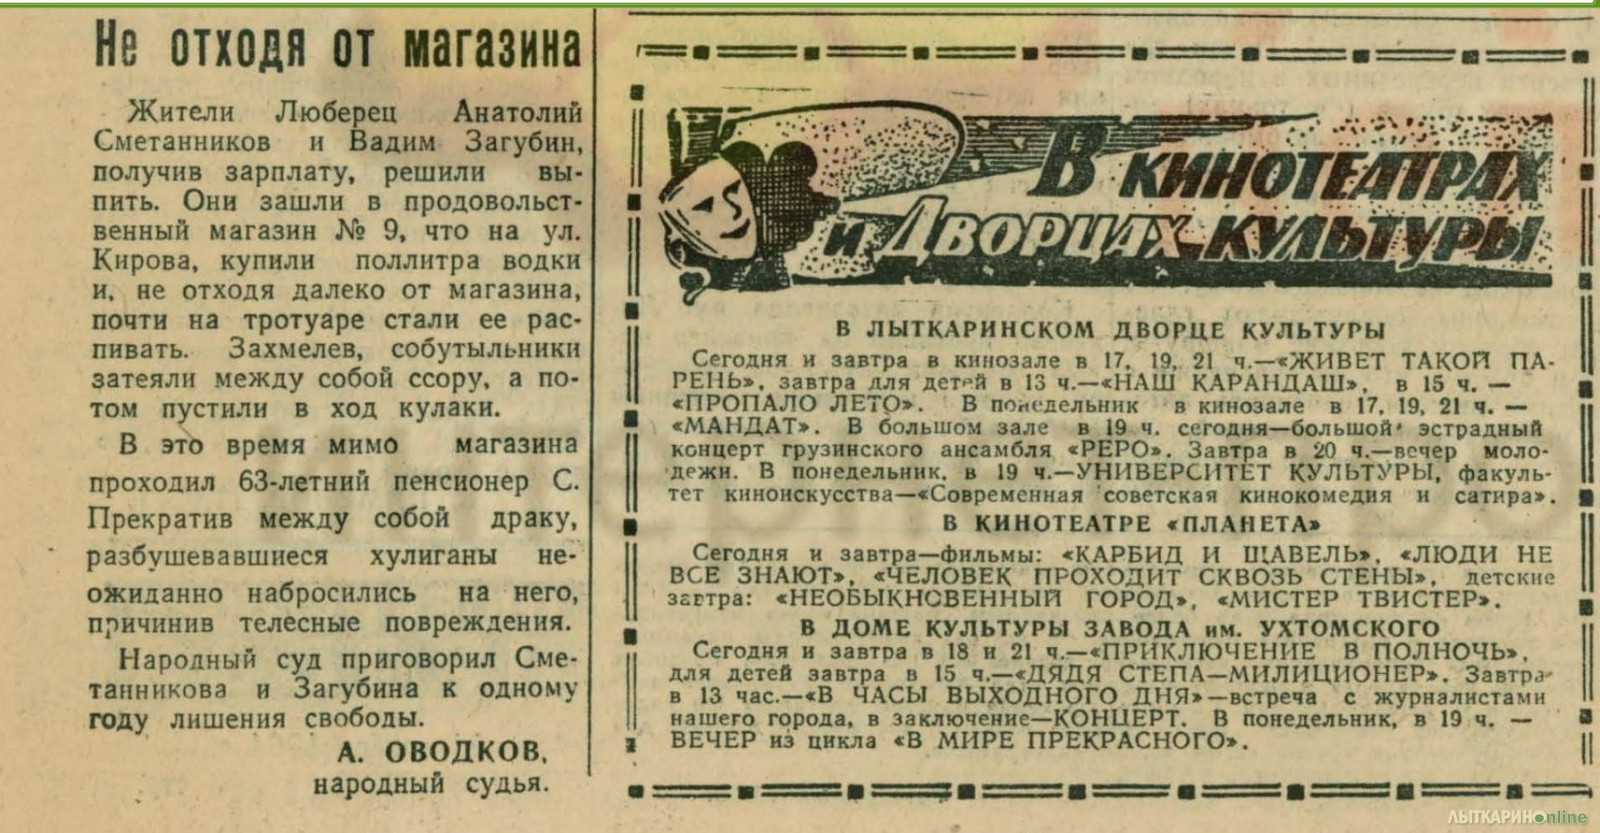 Не отходя от магазина
Жители Люберец Анатолий
Сметанников и Вадим Загубин,
получив зарплату, решили вы-
пить. Они зашли в продовольст-
венный магазин № 9, что на ул.
Кирова, купили поллитра водки
и, не отходя далеко от магазина,
почти на тротуаре стали ее рас-
пивать. Захмелев, собутыльники
затеяли между собой ссору, а по-
том пустили в ход кулаки.
В это время мимо магазина
проходил 63-летний пенсионер С.
Прекратив между собой драку,
разбушевавшиеся хулиганы не-
ожиданно набросились на него,
причинив телесные повреждения.
Народный суд приговорил Сме-
танникова и Загубина к одному
году лишения свободы.
А. ОВОДКОВ,
народный судья.
В КИНОТЕАТРАХ
и ДВОРЦАХ КУЛЬТУРЫ
В ЛЫТКАРИНСКОМ ДВОРЦЕ КУЛЬТУРЫ
Сегодня и завтра в кинозале в 17, 19, 21 ч.—«ЖИВЕТ ТАКОЙ ПА-
РЕНЬ», завтра для детей в 13 ч.—«НАШ КАРАНДАШ», в 15 ч. —
«ПРОПАЛО ЛЕТО». В понедельник в кинозале в 17, 19, 21 ч. —
«МАНДАТ». В большом зале в 19 ч. сегодня—большой эстрадный
концерт грузинского ансамбля «РЕРО». Завтра в 20 ч.—вечер моло-
дежи. В понедельник, в 19 ч.—УНИВЕРСИТЕТ КУЛЬТУРЫ, факуль-
тет киноискусства—«Современная советская кинокомедия и сатира».
В КИНОТЕАТРЕ «ПЛАНЕТА»
Сегодня и завтра—фильмы: «КАРБИД И ЩАВЕЛЬ», «ЛЮДИ НЕ
ВСЕ ЗНАЮТ», «ЧЕЛОВЕК ПРОХОДИТ СКВОЗЬ СТЕНЫ», детские
завтра: «НЕОБЫКНОВЕННЫЙ ГОРОД», «МИСТЕР ТВИСТЕР».
В ДОМЕ КУЛЬТУРЫ ЗАВОДА им. УХТОМСКОГО
Сегодня и завтра в 18 и 21 ч.—«ПРИКЛЮЧЕНИЕ В ПОЛНОЧЬ»,
для детей завтра в 15 ч.—«ДЯДЯ СТЕПА—МИЛИЦИОНЕР». Завтра
в 13 час.—«В ЧАСЫ ВЫХОДНОГО ДНЯ»—встреча с журналистами
нашего города, в заключение—КОНЦЕРТ. В понедельник, в 19 ч. —
ВЕЧЕР из цикла «В МИРЕ ПРЕКРАСНОГО».
ЛЫТКАРИНОonline